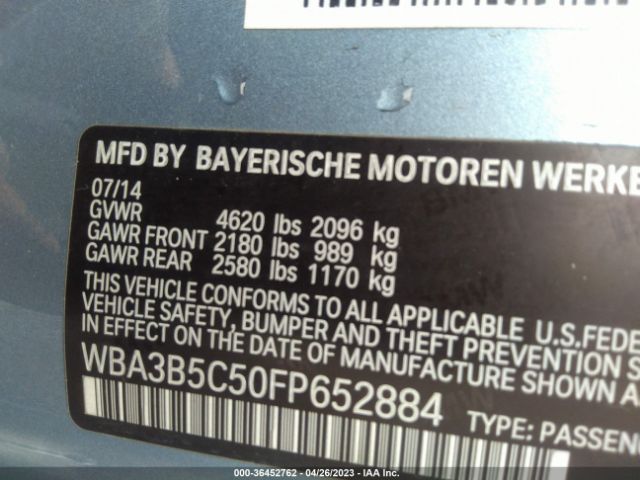 MFD BY BAYERISCHE MOTOREN WERKE
07/14
GVWR 4620 lbs 2096 kg
GAWR FRONT 2180 lbs 989 kg
GAWR REAR 2580 lbs 1170 kg
THIS VEHICLE CONFORMS TO ALL APPLICABLE U.S. FEDE
VEHICLE SAFETY, BUMPER AND THEFT PREVENTION S
IN EFFECT ON THE DATE OF MANUFACTURE SHOWN A
WBA3B5C50FP652884 TYPE: PASSEN
000-36452762 - 04/26/2023 - IAA Inc.